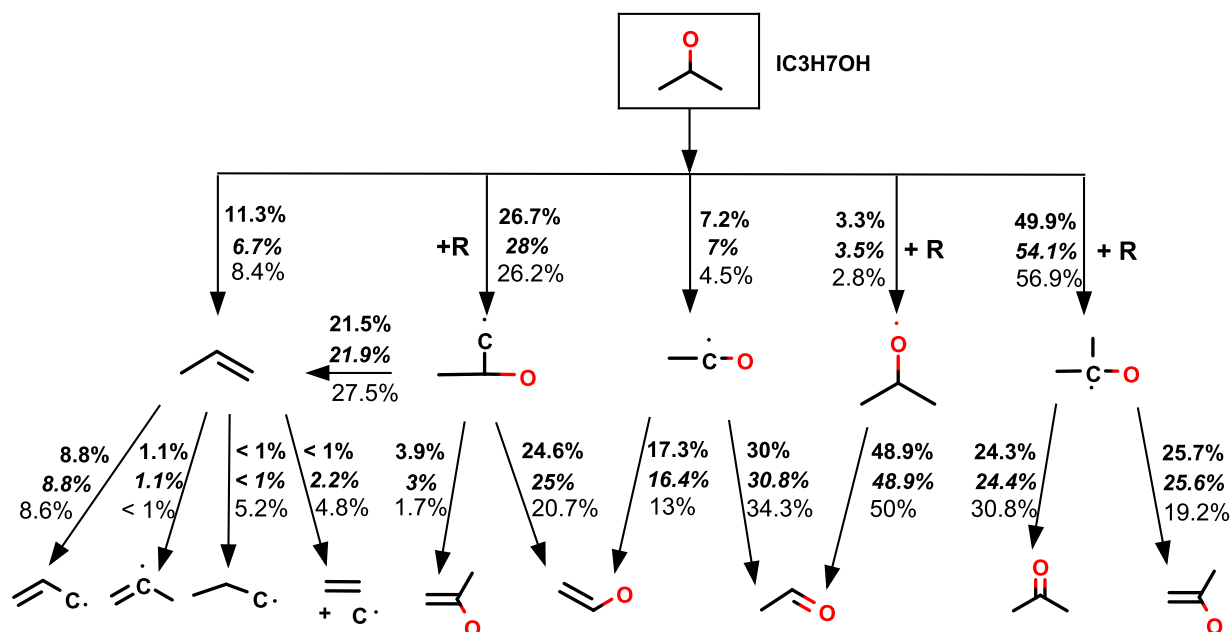 O
IC3H7OH
11.3%
6.7%
8.4%
+R
26.7%
28%
26.2%
7.2%
7%
4.5%
3.3%
3.5%
2.8%
+ R
49.9%
54.1%
56.9%
+ R
21.5%
21.9%
27.5%
C
O
C
O
O
C
O
8.8%
8.8%
8.6%
1.1%
1.1%
< 1%
< 1%
< 1%
5.2%
< 1%
2.2%
4.8%
3.9%
3%
1.7%
24.6%
25%
20.7%
17.3%
16.4%
13%
30%
30.8%
34.3%
48.9%
48.9%
50%
24.3%
24.4%
30.8%
25.7%
25.6%
19.2%
C
C
C
+
C
O
O
O
O
O